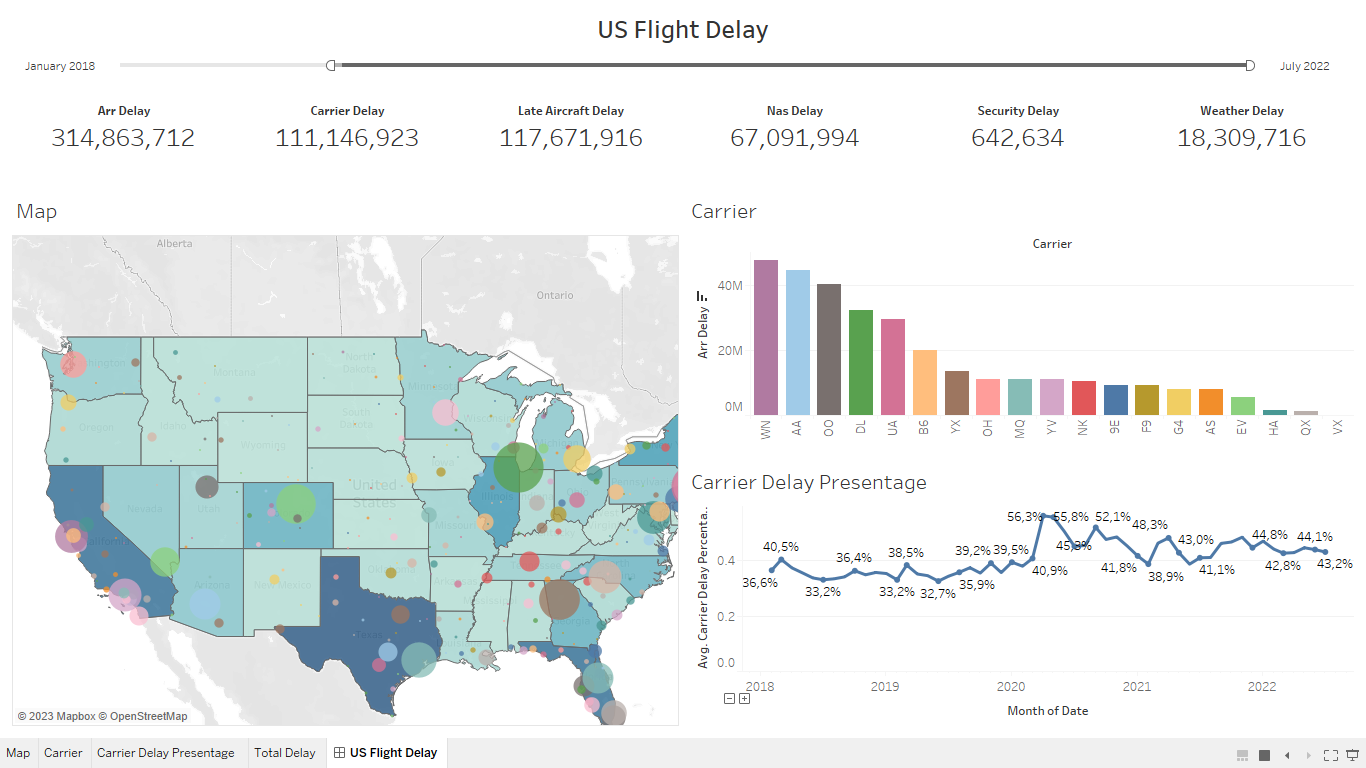 US Flight Delay
January 2018
July 2022
Arr Delay
Carrier Delay
Late Aircraft Delay
Nas Delay
Security Delay
Weather Delay
314,863,712
111,146,923
117,671,916
67,091,994
642,634
18,309,716
Map
Alberta
Ontario
Montana
North
Dakota
Minnesota
Oregon
Idaho
South
Dakota
Wisconsin
Wyoming
Michigan
Iowa
Nevada
Utah
United
States
Illinois
Pennsylvania
Missouri
California
Arizona
New Mexico
Oklahoma
Mississippi
Georgia
Texas
© 2023 Mapbox © OpenStreetMap
Carrier
Carrier
Arr Delay
40M
20M
0M
WN
AA
OO
DL
UA
B6
YX
OH
MQ
YV
NK
9E
F9
G4
AS
EV
HA
QX
VX
Carrier Delay Presentage
Avg. Carrier Delay Percenta..
0.4
0.2
0.0
36,6%
40,5%
33,2%
36,4%
33,2%
38,5%
32,7%
39,2%
35,9%
39,5%
40,9%
56,3%
55,8%
52,1%
41,8%
48,3%
38,9%
43,0%
41,1%
44,8%
42,8%
44,1%
43,2%
2018
2019
2020
2021
2022
Month of Date
Map
Carrier
Carrier Delay Presentage
Total Delay
US Flight Delay